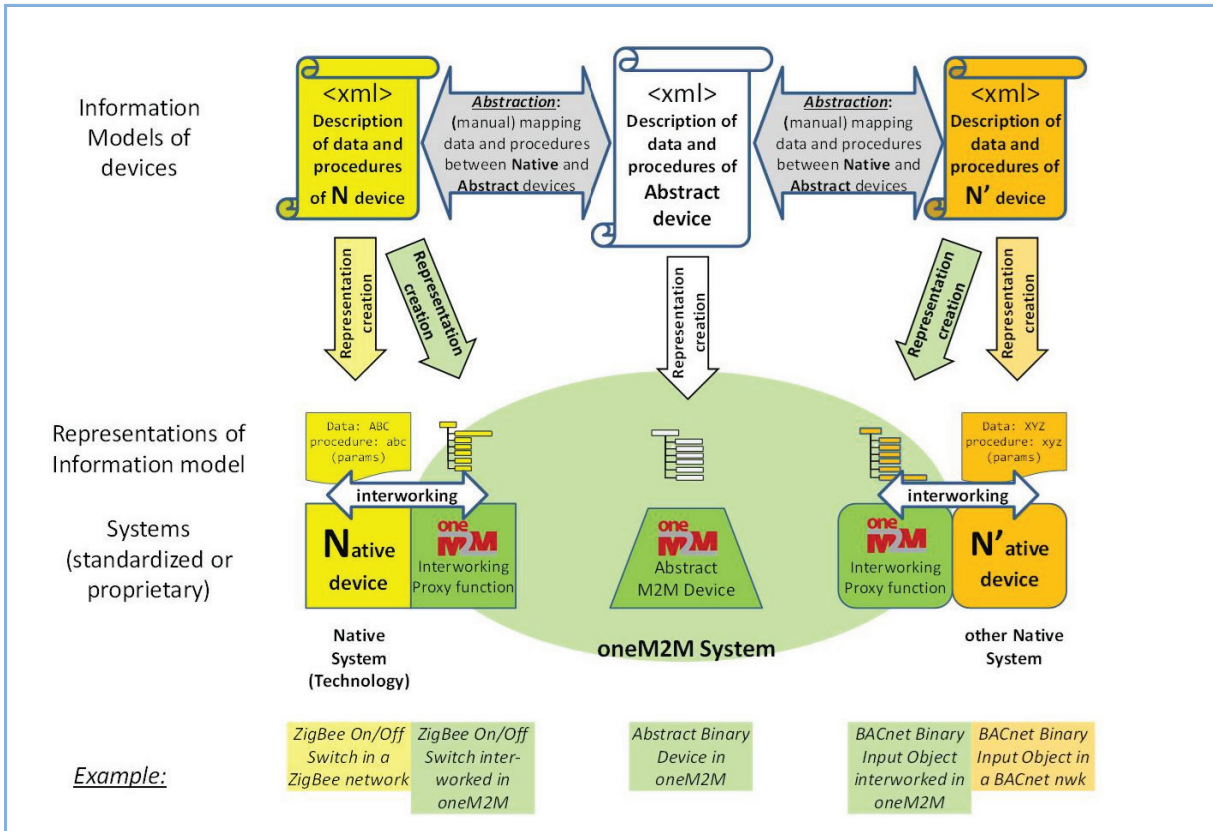 Information
Models of
devices
<xml>
Description
of data and
procedures
of N device
Abstraction:
(manual) mapping
data and procedures
between Native and
Abstract devices
<xml>
Description of
data and
procedures of
Abstract
device
Abstraction:
(manual) mapping
data and procedures
between Native and
Abstract devices
<xml>
Description of
data and
procedures of
N' device
Representation
creation
Representation
creation
Representation
creation
Representation
creation
Representation
creation
Representations of
Information model
Data: ABC
procedure: abc
(params)
Data: XYZ
procedure: xyz
(params)
interworking
interworking
Systems
(standardized or
proprietary)
Native
device
one
M2M
Interworking
Proxy function
one
M2M
Abstract
M2M Device
one
M2M
Interworking
Proxy function
N'ative
device
Native
System
(Technology)
oneM2M System
other Native
System
Example:
ZigBee On/Off
Switch in a
ZigBee network
ZigBee On/Off
Switch inter-
worked in
oneM2M
Abstract Binary
Device in
oneM2M
BACnet Binary
Input Object
interworked in
oneM2M
BACnet Binary
Input Object in
a BACnet nwk